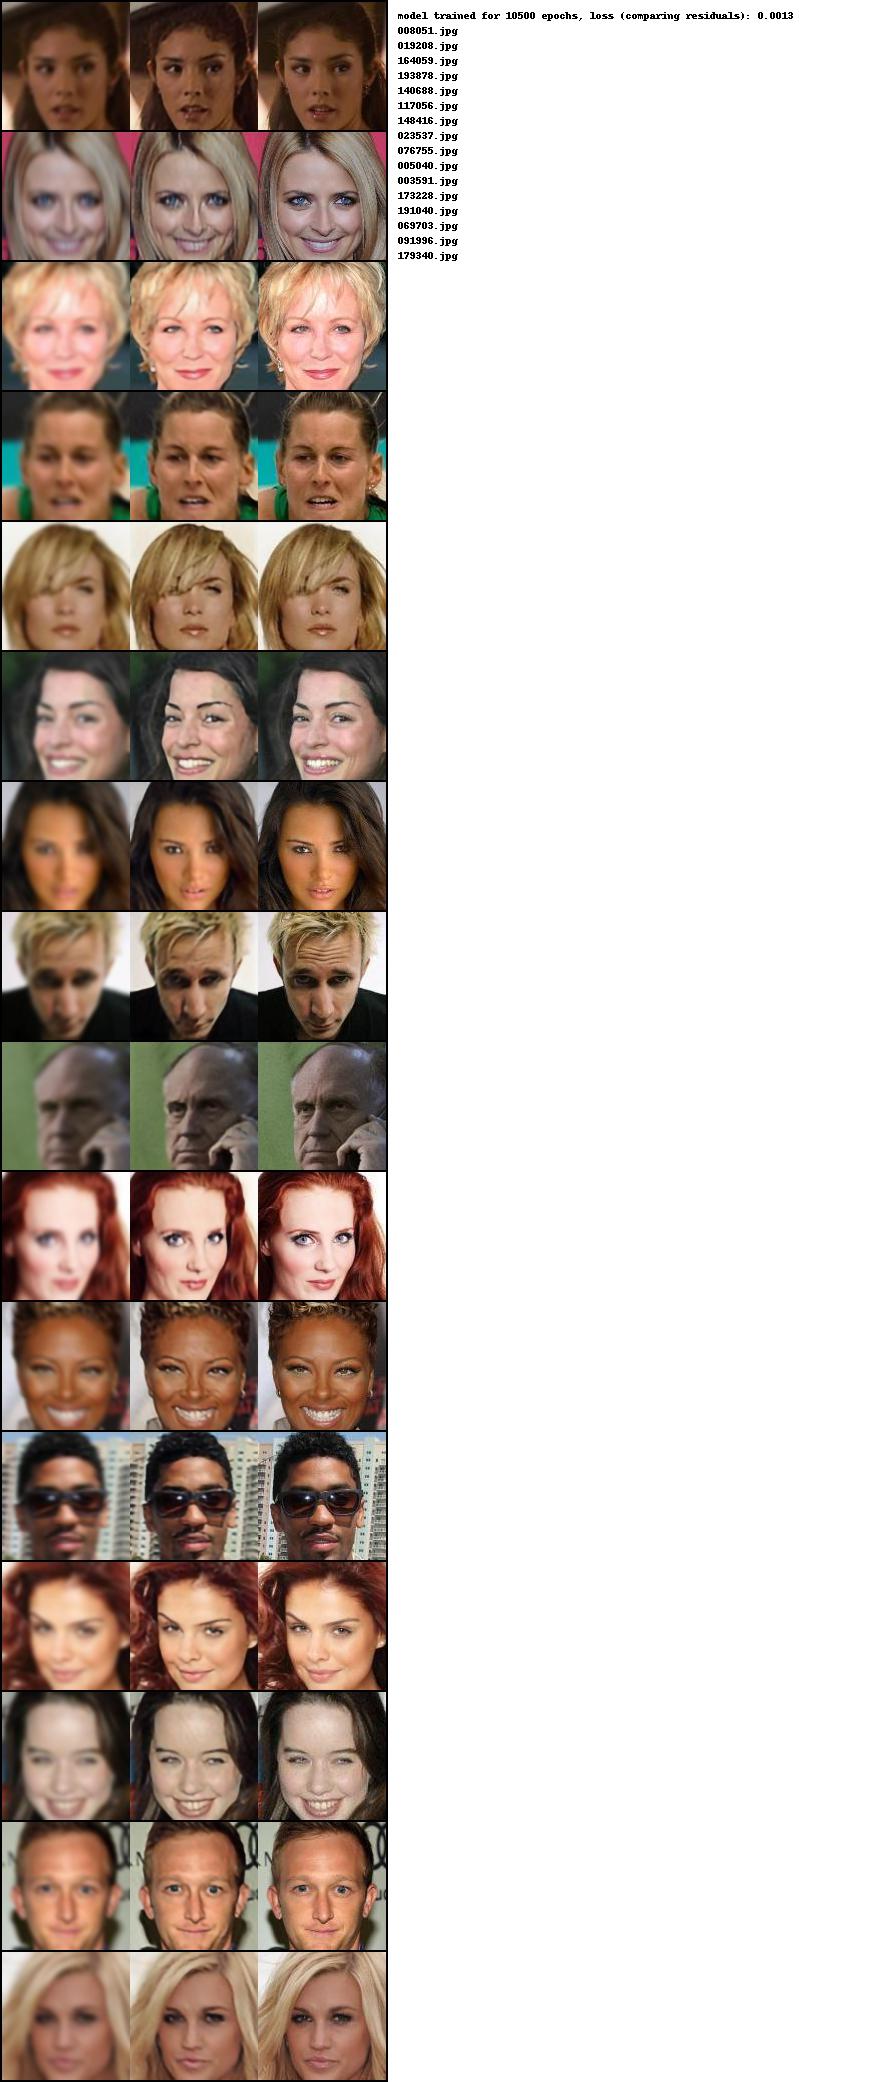 model trained for 10500 epochs, loss (comparing residuals): 0.0013
008051.jpg
019208.jpg
164059.jpg
193878.jpg
140688.jpg
117056.jpg
148416.jpg
023537.jpg
076755.jpg
005040.jpg
003591.jpg
173228.jpg
191040.jpg
069703.jpg
091996.jpg
179340.jpg